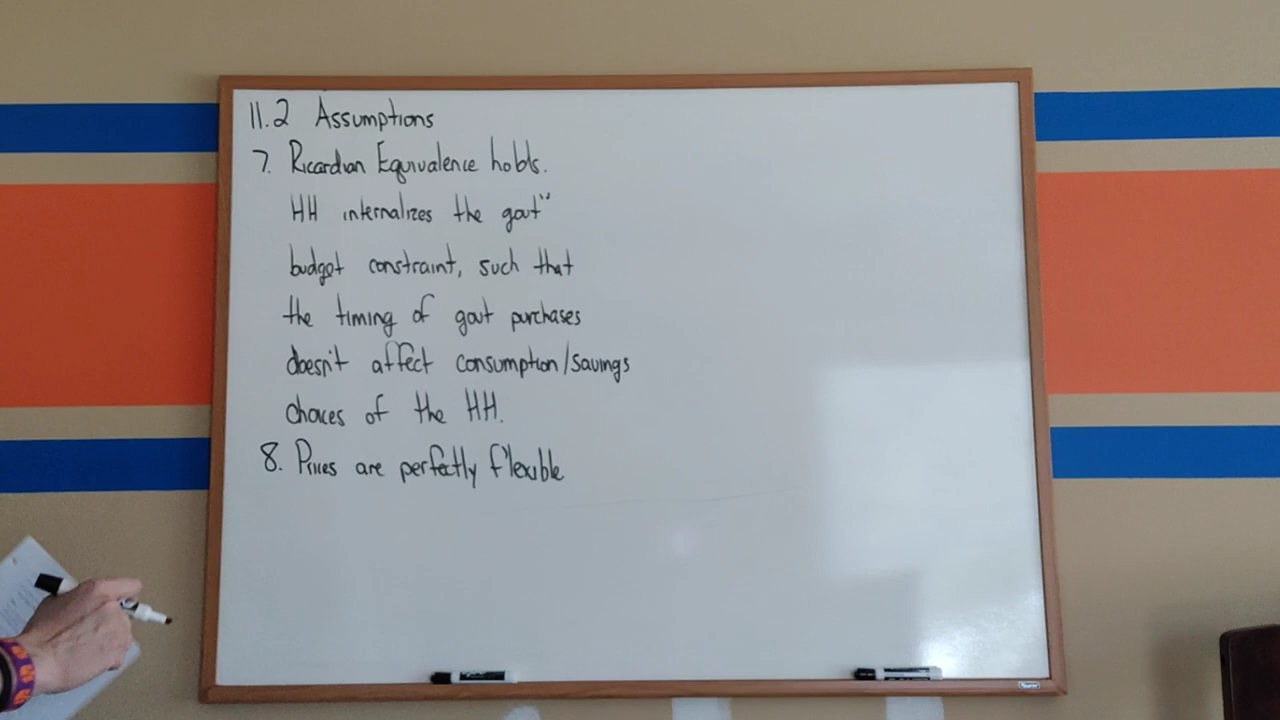 11.2 Assumptions
7. Ricardian Equivalence holds.
HH internalizes the gov't's
budget constraint, such that
the timing of gov't purchases
doesn't affect consumption/savings
choices of the HH.
8. Prices are perfectly flexible